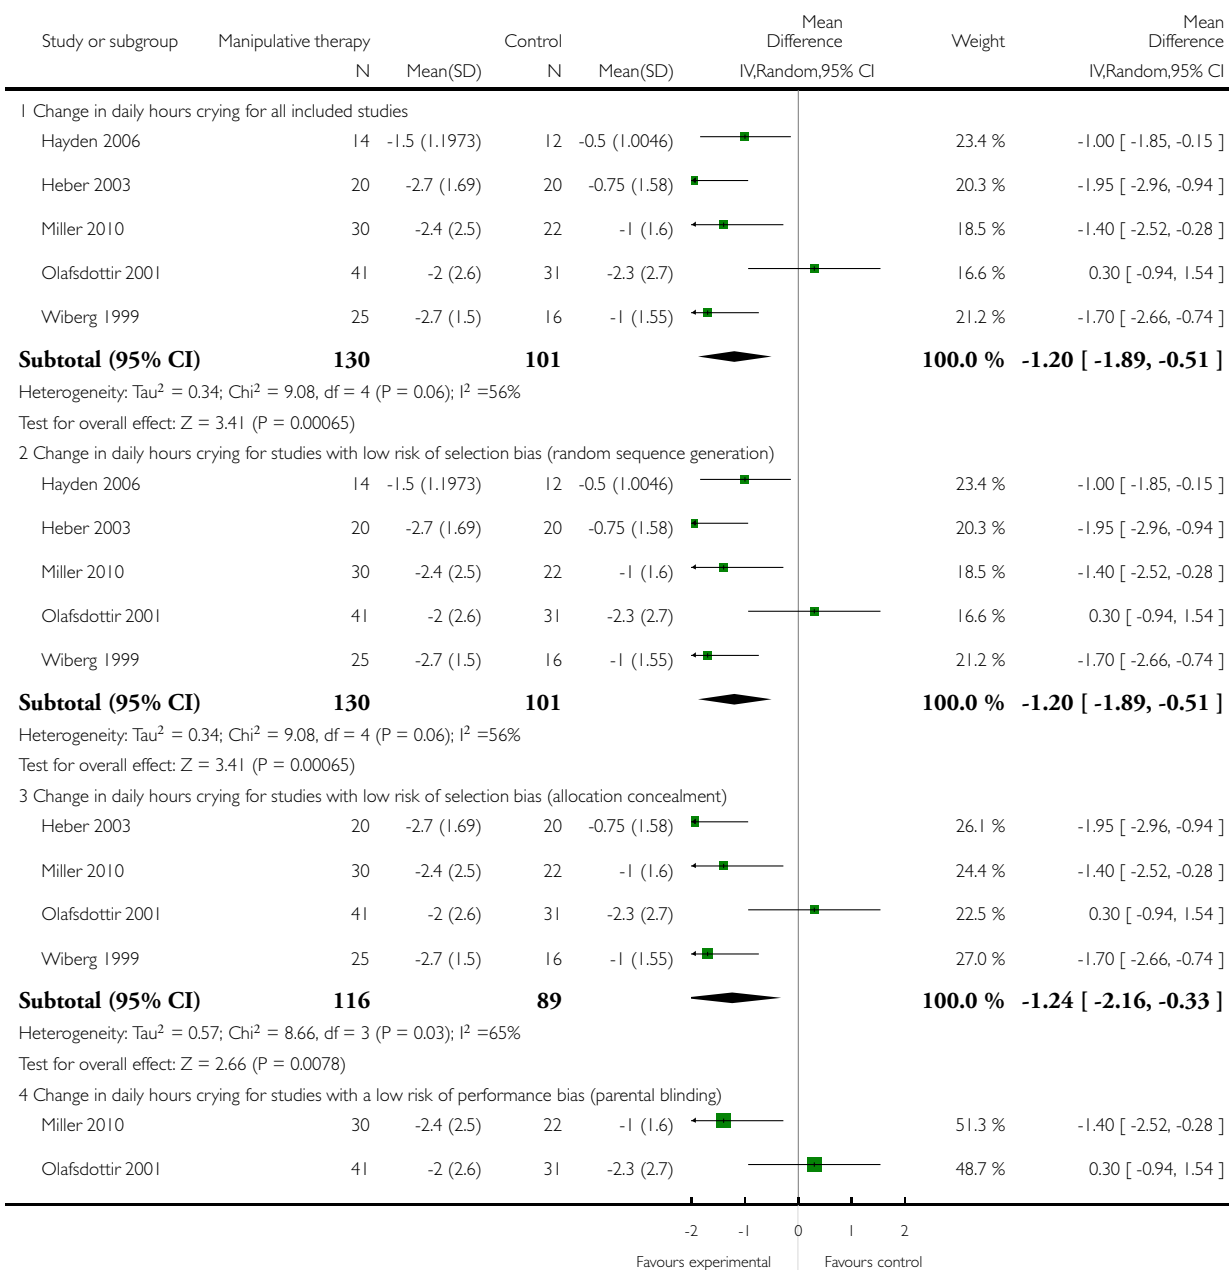 Study or subgroup Manipulative therapy Control Mean Difference Weight Mean Difference
N Mean(SD) N Mean(SD) IV,Random,95% CI IV,Random,95% CI
1 Change in daily hours crying for all included studies
Hayden 2006 14 -1.5 (1.1973) 12 -0.5 (1.0046) 23.4 % -1.00 [ -1.85, -0.15 ]
Heber 2003 20 -2.7 (1.69) 20 -0.75 (1.58) 20.3 % -1.95 [ -2.96, -0.94 ]
Miller 2010 30 -2.4 (2.5) 22 -1 (1.6) 18.5 % -1.40 [ -2.52, -0.28 ]
Olafsdottir 2001 41 -2 (2.6) 31 -2.3 (2.7) 16.6 % 0.30 [ -0.94, 1.54 ]
Wiberg 1999 25 -2.7 (1.5) 16 -1 (1.55) 21.2 % -1.70 [ -2.66, -0.74 ]
Subtotal (95% CI) 130 101 100.0 % -1.20 [ -1.89, -0.51 ]
Heterogeneity: Tau² = 0.34; Chi² = 9.08, df = 4 (P = 0.06); I² =56%
Test for overall effect: Z = 3.41 (P = 0.00065)
2 Change in daily hours crying for studies with low risk of selection bias (random sequence generation)
Hayden 2006 14 -1.5 (1.1973) 12 -0.5 (1.0046) 23.4 % -1.00 [ -1.85, -0.15 ]
Heber 2003 20 -2.7 (1.69) 20 -0.75 (1.58) 20.3 % -1.95 [ -2.96, -0.94 ]
Miller 2010 30 -2.4 (2.5) 22 -1 (1.6) 18.5 % -1.40 [ -2.52, -0.28 ]
Olafsdottir 2001 41 -2 (2.6) 31 -2.3 (2.7) 16.6 % 0.30 [ -0.94, 1.54 ]
Wiberg 1999 25 -2.7 (1.5) 16 -1 (1.55) 21.2 % -1.70 [ -2.66, -0.74 ]
Subtotal (95% CI) 130 101 100.0 % -1.20 [ -1.89, -0.51 ]
Heterogeneity: Tau² = 0.34; Chi² = 9.08, df = 4 (P = 0.06); I² =56%
Test for overall effect: Z = 3.41 (P = 0.00065)
3 Change in daily hours crying for studies with low risk of selection bias (allocation concealment)
Heber 2003 20 -2.7 (1.69) 20 -0.75 (1.58) 26.1 % -1.95 [ -2.96, -0.94 ]
Miller 2010 30 -2.4 (2.5) 22 -1 (1.6) 24.4 % -1.40 [ -2.52, -0.28 ]
Olafsdottir 2001 41 -2 (2.6) 31 -2.3 (2.7) 22.5 % 0.30 [ -0.94, 1.54 ]
Wiberg 1999 25 -2.7 (1.5) 16 -1 (1.55) 27.0 % -1.70 [ -2.66, -0.74 ]
Subtotal (95% CI) 116 89 100.0 % -1.24 [ -2.16, -0.33 ]
Heterogeneity: Tau² = 0.57; Chi² = 8.66, df = 3 (P = 0.03); I² =65%
Test for overall effect: Z = 2.66 (P = 0.0078)
4 Change in daily hours crying for studies with a low risk of performance bias (parental blinding)
Miller 2010 30 -2.4 (2.5) 22 -1 (1.6) 51.3 % -1.40 [ -2.52, -0.28 ]
Olafsdottir 2001 41 -2 (2.6) 31 -2.3 (2.7) 48.7 % 0.30 [ -0.94, 1.54 ]
-2 -1 0 1 2
Favours experimental Favours control